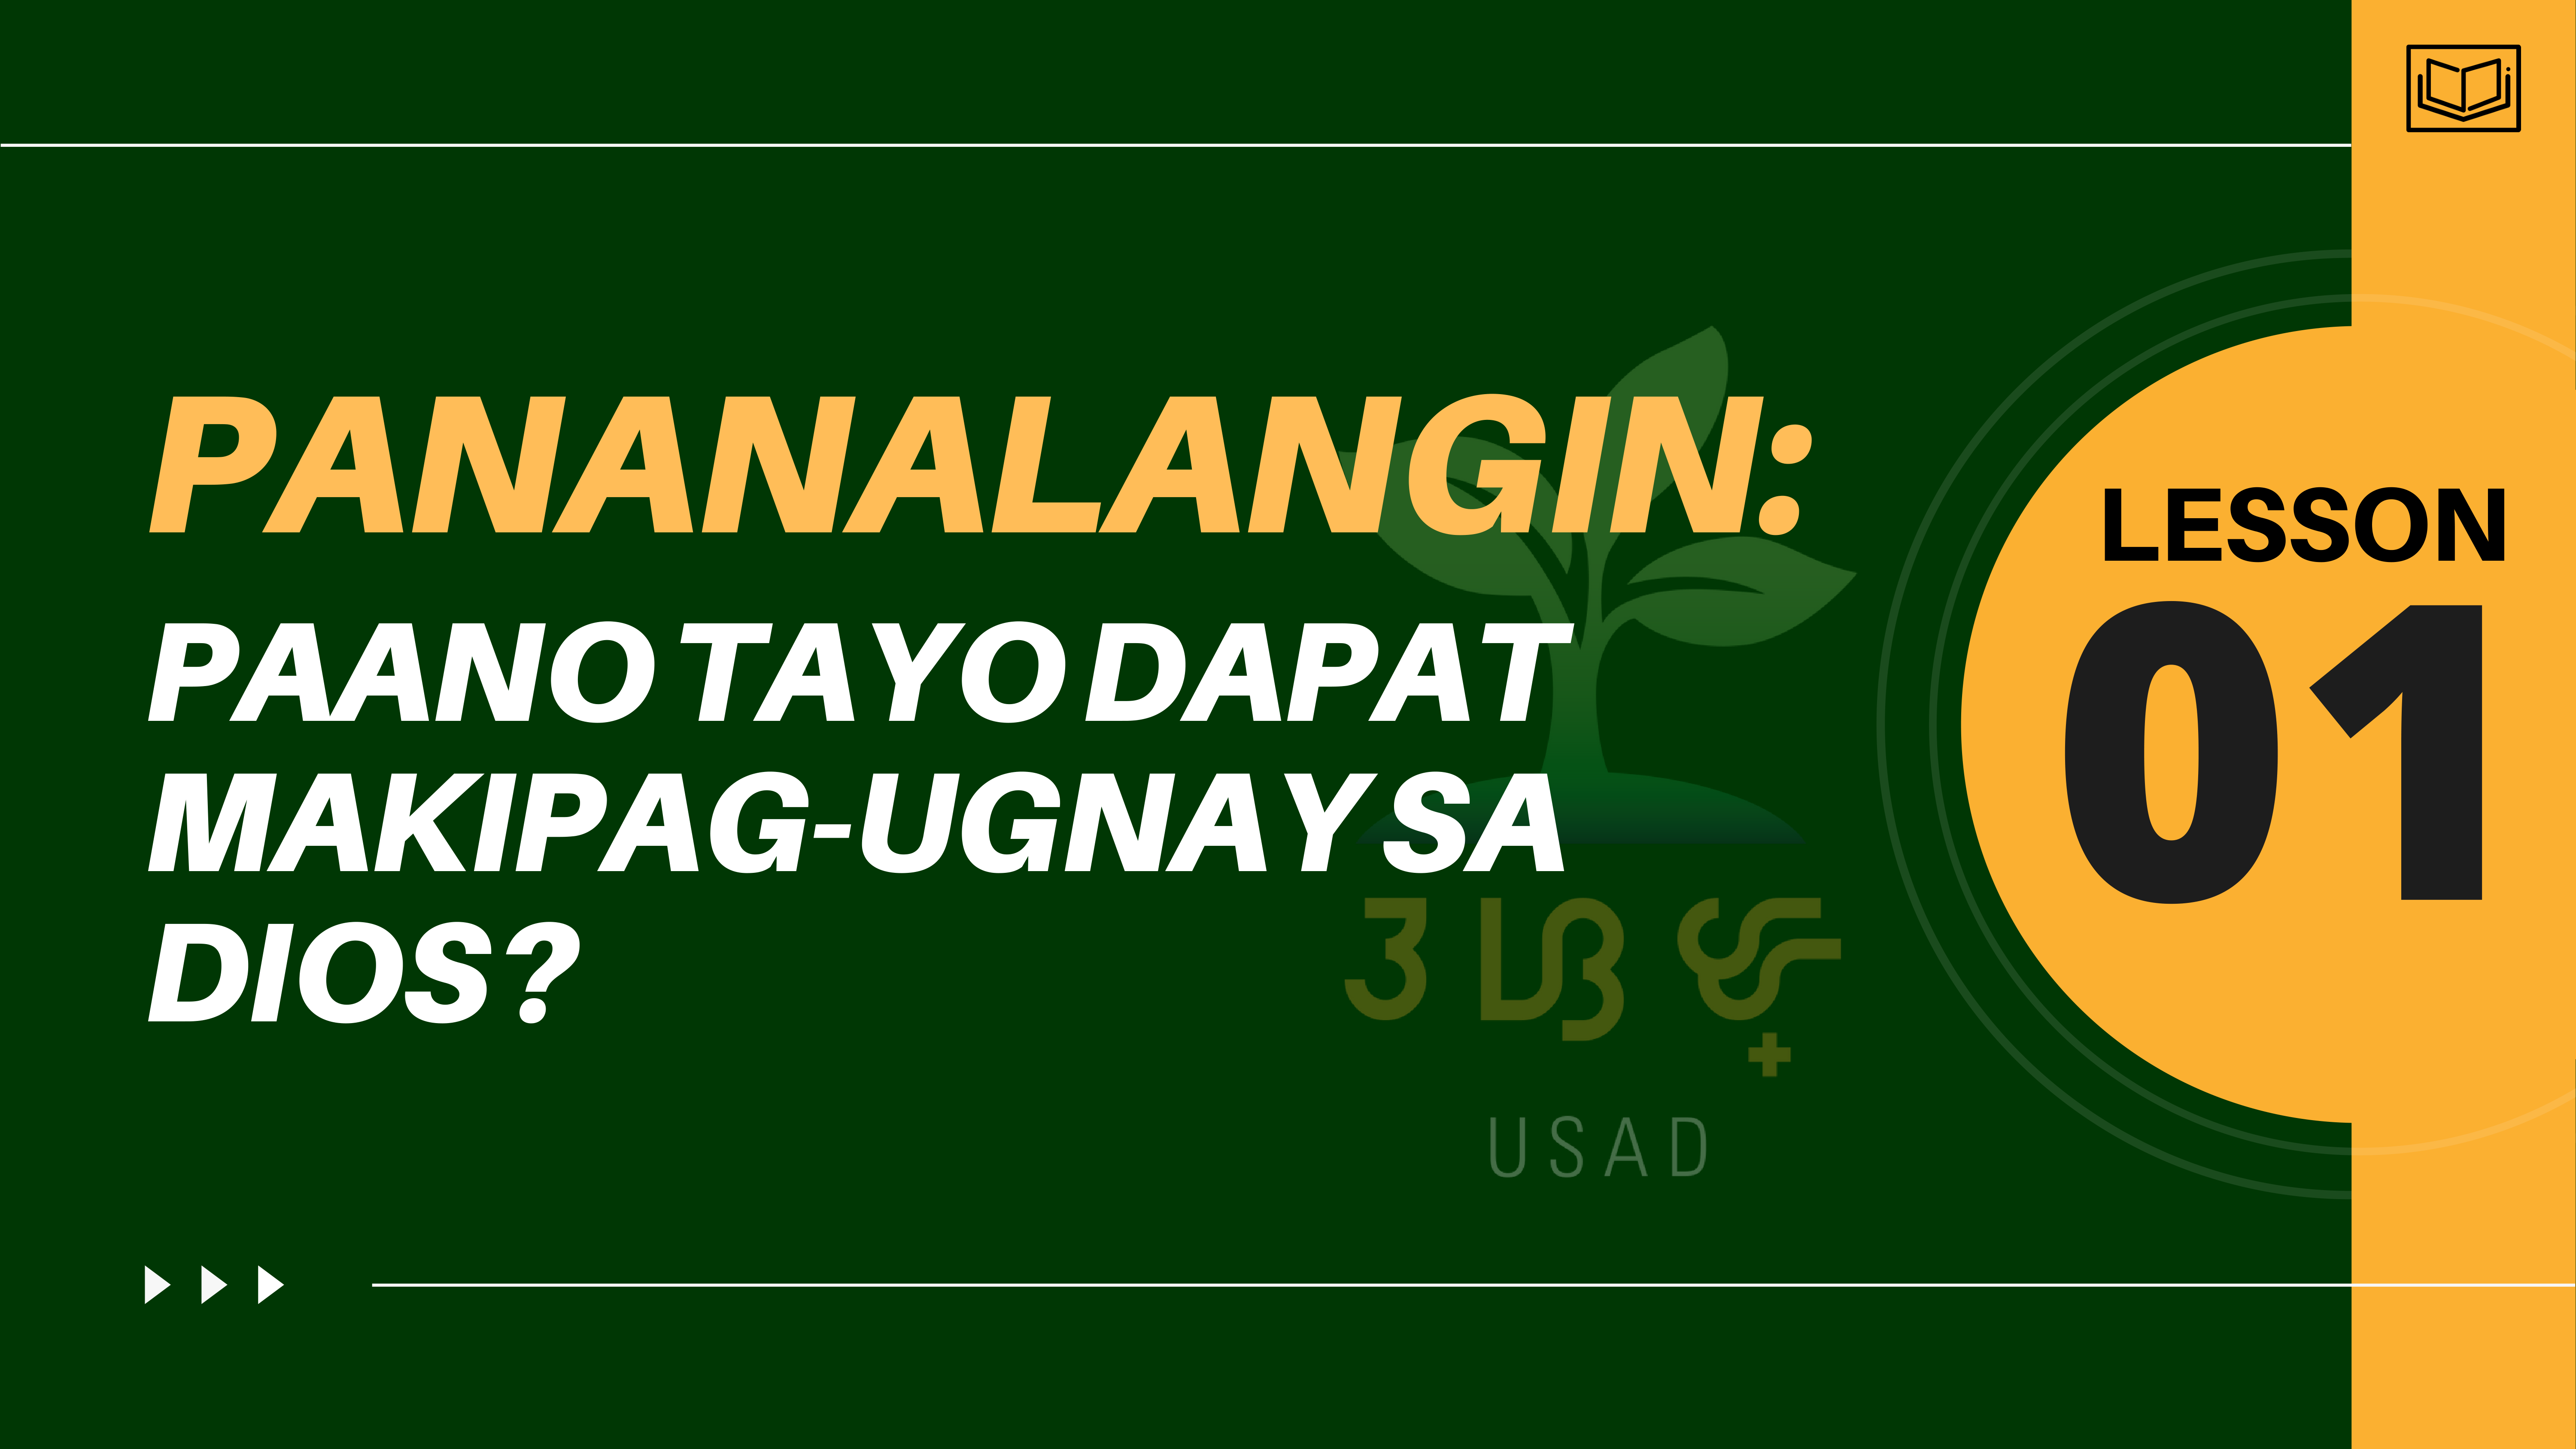 PANANALANGIN:
PAANO TAYO DAPAT
MAKIPAG-UGNAY SA
DIOS?
LESSON
01
ᜂ ᜐ ᜇ᜔
USAD